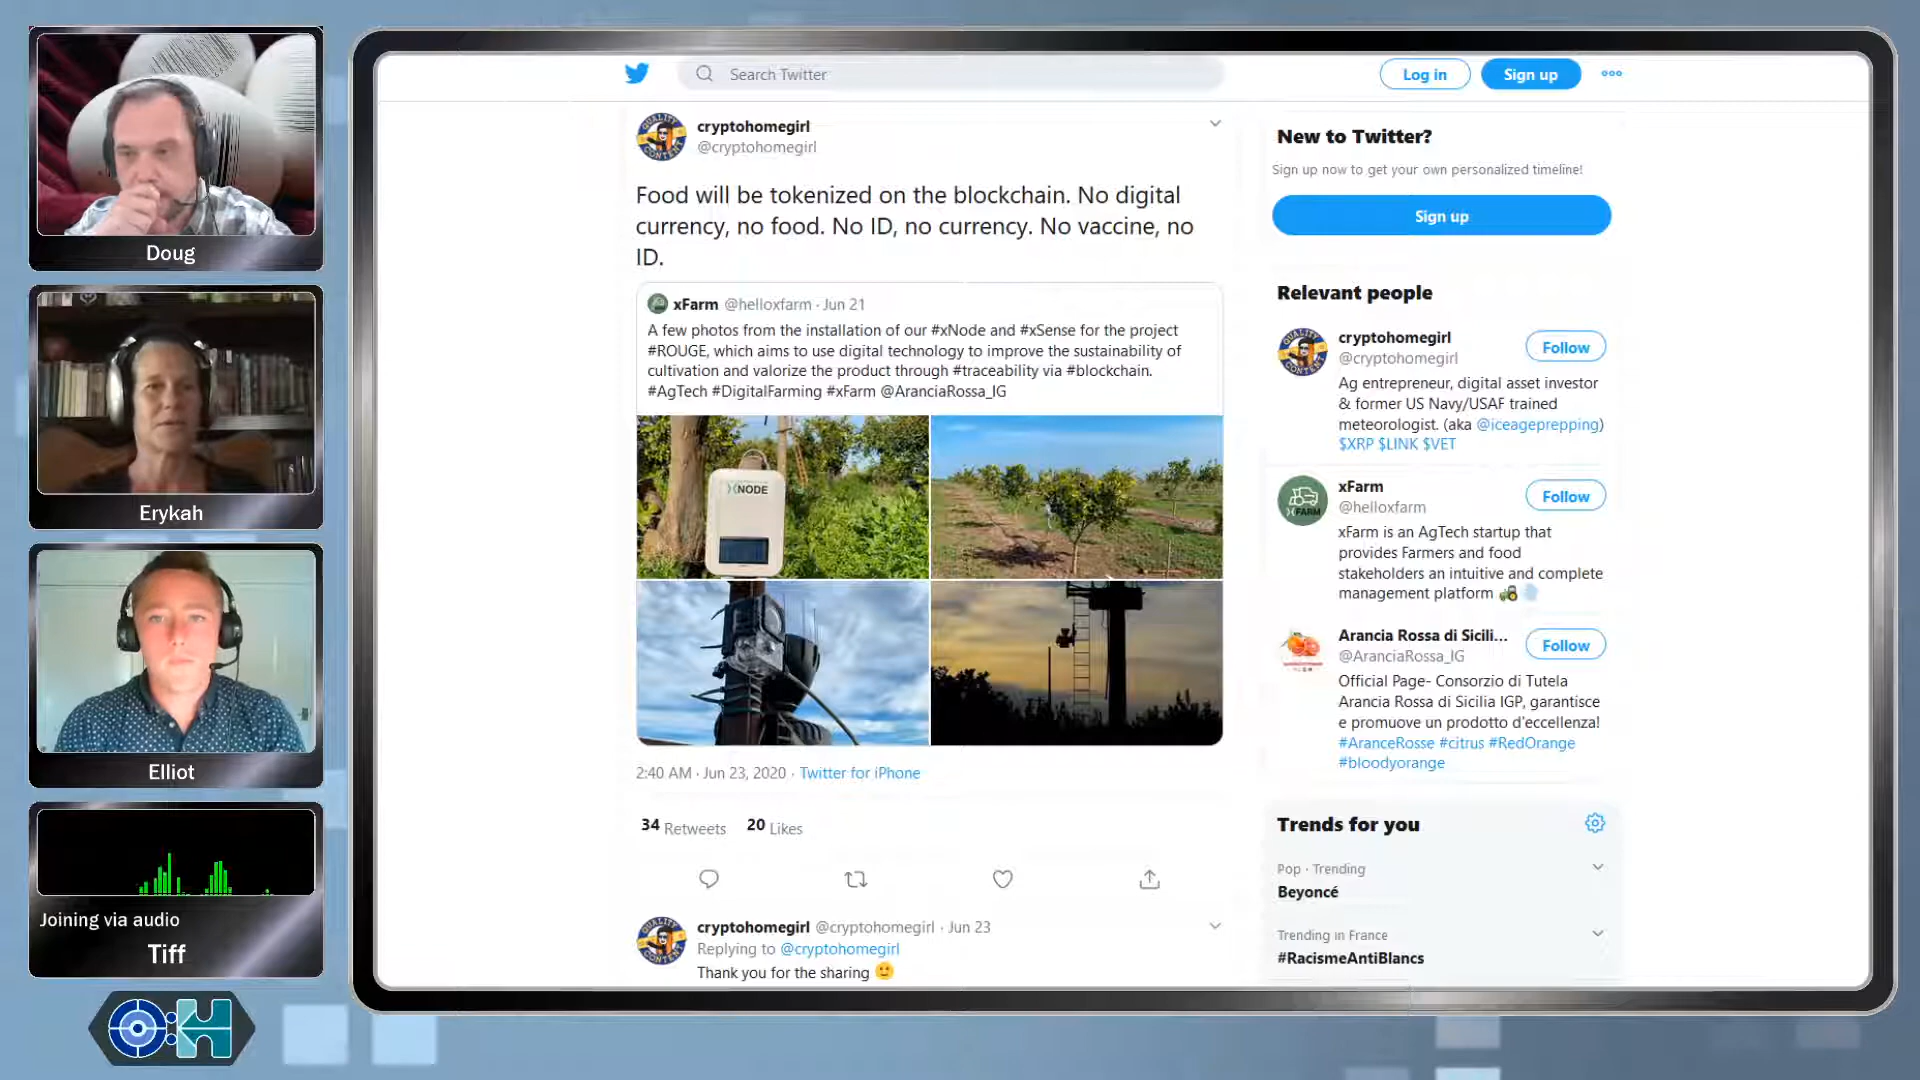 Doug
Erykah
Elliot
Joining via audio
Tiff
Search Twitter
Log in
Sign up
cryptohomegirl
@cryptohomegirl
Food will be tokenized on the blockchain. No digital
currency, no food. No ID, no currency. No vaccine, no
ID.
xFarm @helloxfarm · Jun 21
A few photos from the installation of our #xNode and #xSense for the project
#ROUGE, which aims to use digital technology to improve the sustainability of
cultivation and valorize the product through #traceability via #blockchain.
#AgTech #DigitalFarming #xFarm @AranciaRossa_IG
XNODE
2:40 AM · Jun 23, 2020 · Twitter for iPhone
34 Retweets 20 Likes
cryptohomegirl @cryptohomegirl · Jun 23
Replying to @cryptohomegirl
Thank you for the sharing 🙂
New to Twitter?
Sign up now to get your own personalized timeline!
Sign up
Relevant people
cryptohomegirl
@cryptohomegirl
Follow
Ag entrepreneur, digital asset investor
& former US Navy/USAF trained
meteorologist. (aka @iceageprepping)
$XRP $LINK $VET
xFarm
@helloxfarm
Follow
xFarm is an AgTech startup that
provides Farmers and food
stakeholders an intuitive and complete
management platform 🚜
Arancia Rossa di Sicili...
@AranciaRossa_IG
Follow
Official Page- Consorzio di Tutela
Arancia Rossa di Sicilia IGP, garantisce
e promuove un prodotto d'eccellenza!
#AranceRosse #citrus #RedOrange
#bloodyorange
Trends for you
Pop · Trending
Beyoncé
Trending in France
#RacismeAntiBlancs
QUALITY
CONTENT
XFARM